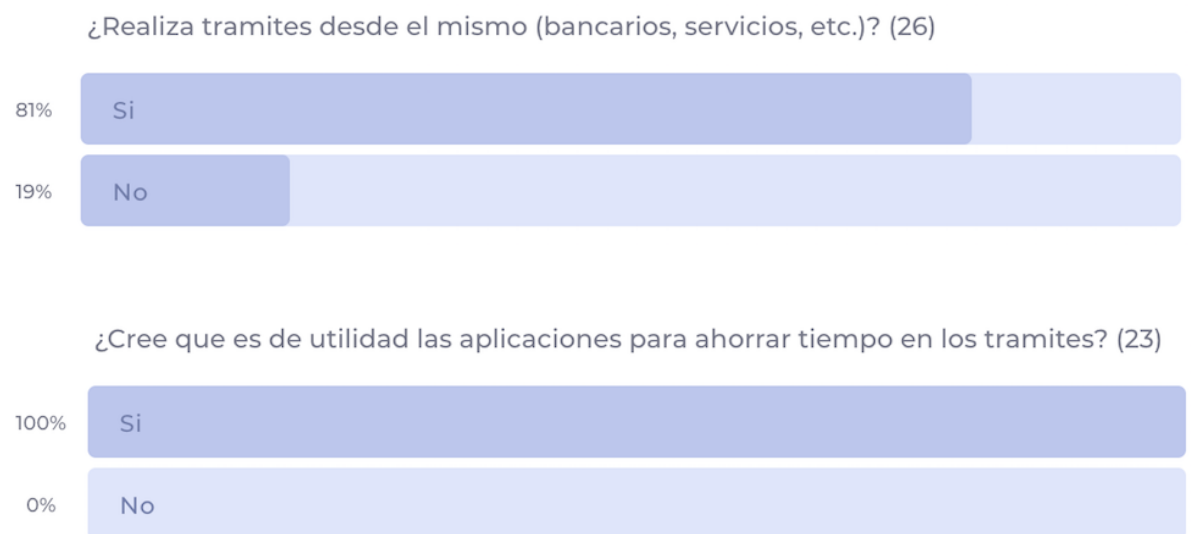 ¿Realiza tramites desde el mismo (bancarios, servicios, etc.)? (26)
81% Si
19% No
¿Cree que es de utilidad las aplicaciones para ahorrar tiempo en los tramites? (23)
100% Si
0% No